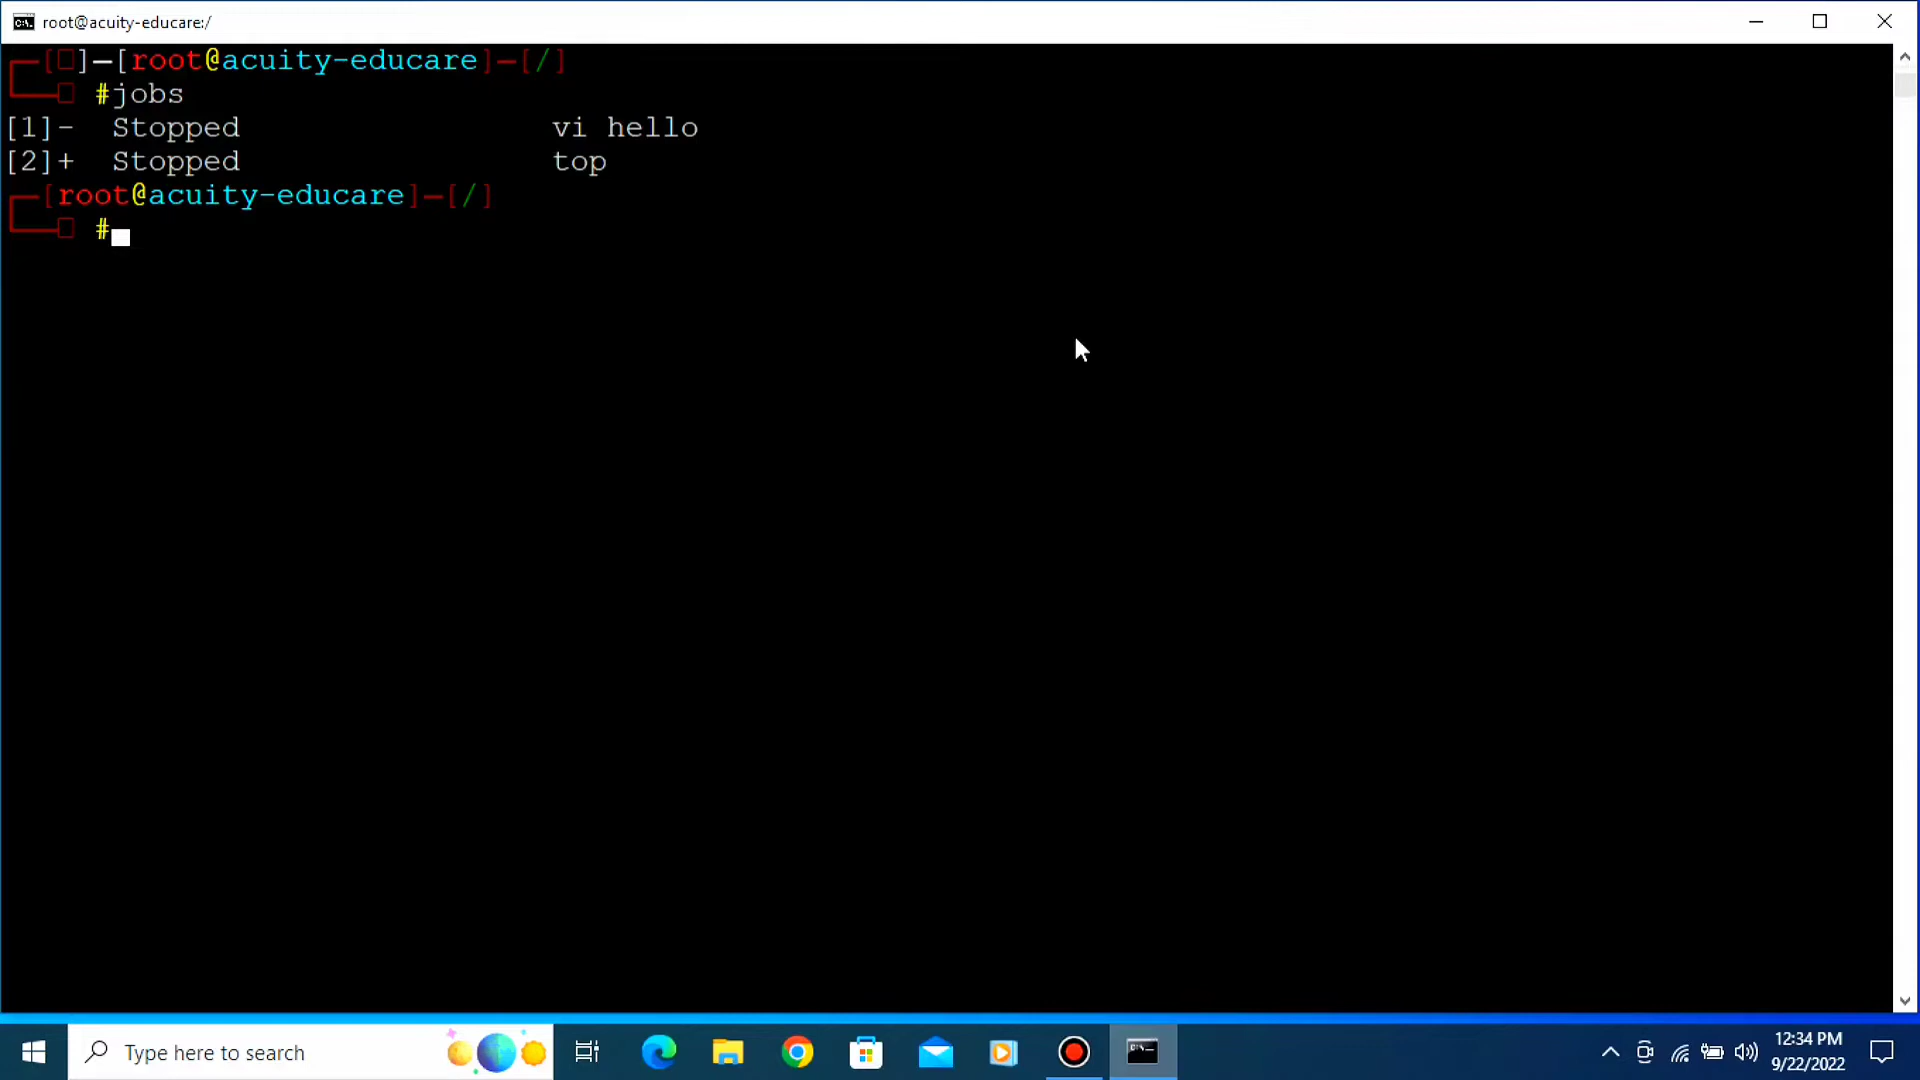 root@acuity-educare:/
┌─[□]─[root@acuity-educare]─[/]
└──□ #jobs
[1]-  Stopped                 vi hello
[2]+  Stopped                 top
┌─[root@acuity-educare]─[/]
└──□ #
Type here to search
12:34 PM
9/22/2022